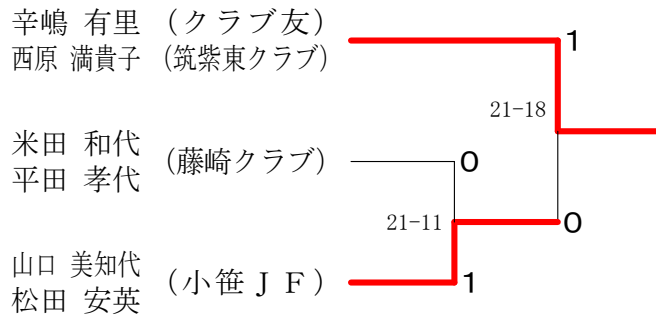 辛嶋 有里 (クラブ友)
西原 満貴子 (筑紫東クラブ)
1
21-18
米田 和代
平田 孝代
(藤崎クラブ)
0
21-11
0
山口 美知代
松田 安英
(小笹JF)
1